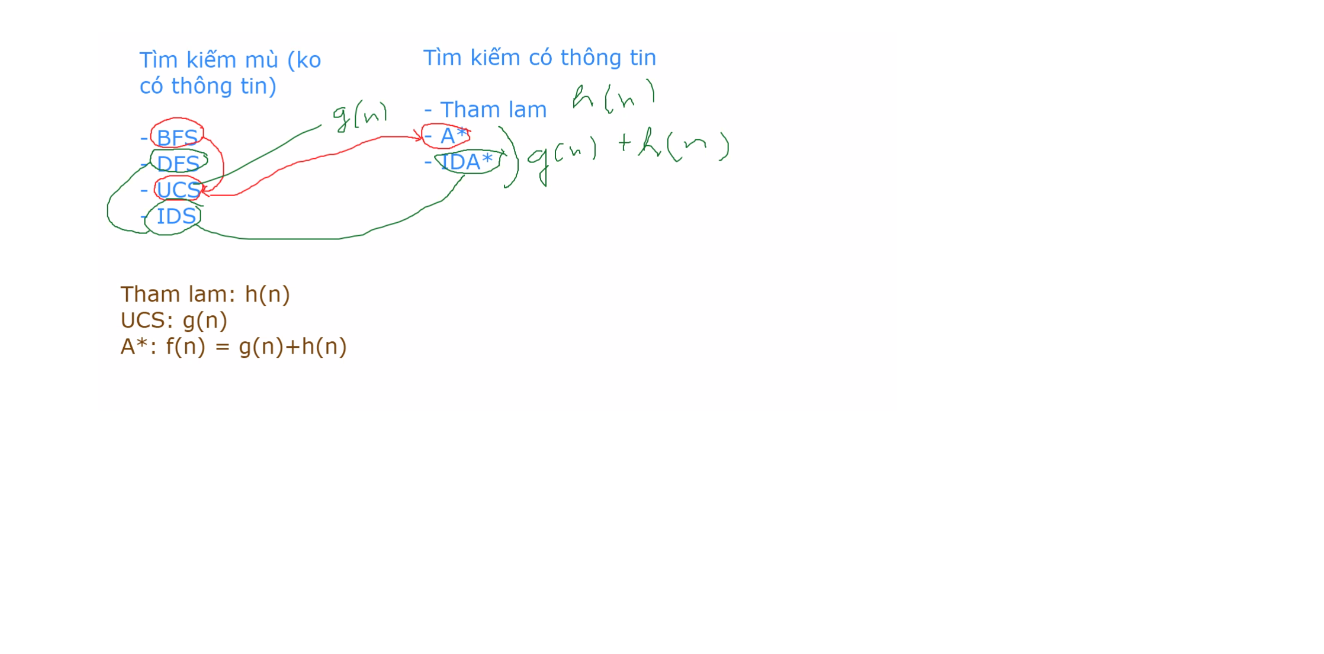 Tìm kiếm mù (ko
có thông tin)
- BFS
- DFS
- UCS
- IDS
g(n)
Tìm kiếm có thông tin
- Tham lam h(n)
- A*
- IDA*
g(n) + h(n)
Tham lam: h(n)
UCS: g(n)
A*: f(n) = g(n)+h(n)